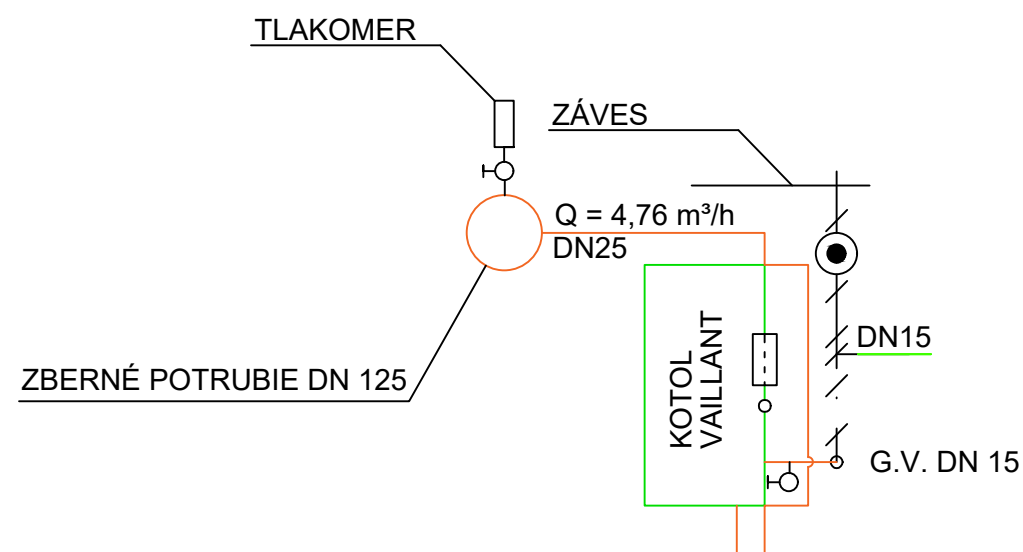 TLAKOMER
ZÁVES
Q = 4,76 m³/h
DN25
DN15
KOTOL
VAILLANT
ZBERNÉ POTRUBIE DN 125
G.V. DN 15